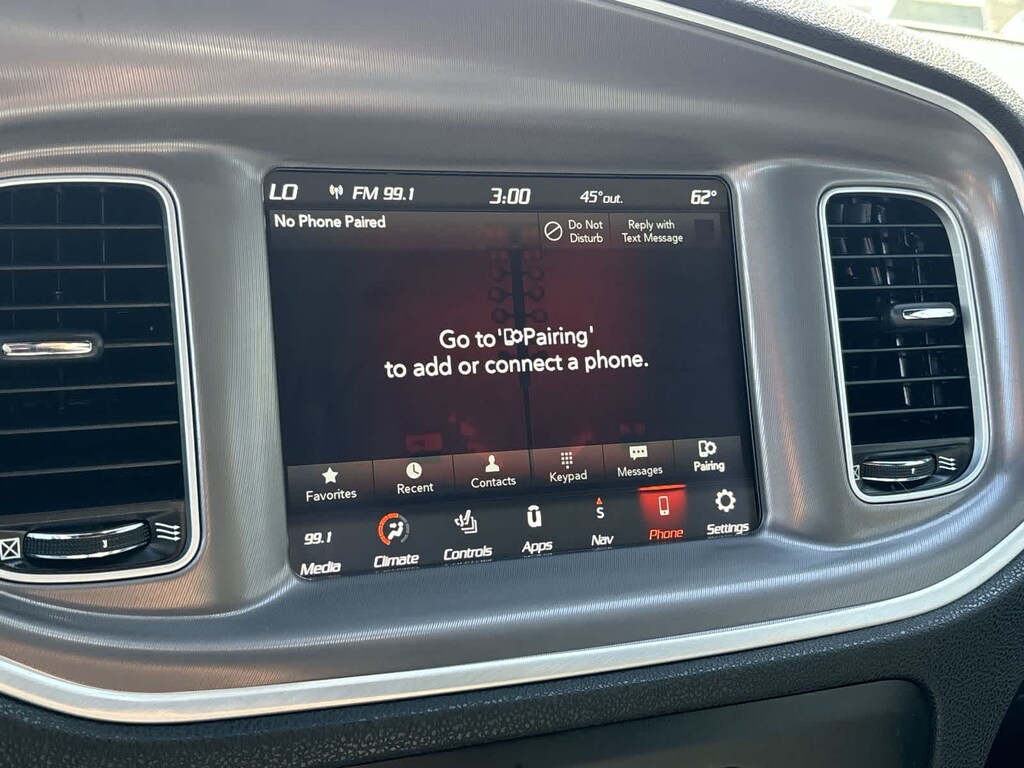 LO FM 99.1 3:00 45°out. 62°
No Phone Paired
Do Not
Disturb
Reply with
Text Message
Go to 'Pairing'
to add or connect a phone.
Favorites Recent Contacts Keypad Messages Pairing
99.1 S
Media Climate Controls Apps Nav Phone Settings